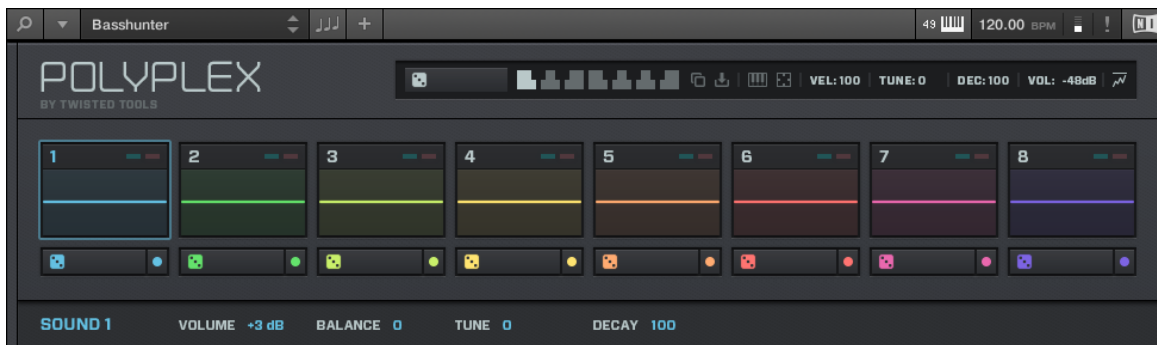 Basshunter
49
120.00 BPM
NI
POLYPLEX
BY TWISTED TOOLS
VEL: 100
TUNE: 0
DEC: 100
VOL: -48dB
1 2 3 4 5 6 7 8
SOUND 1 VOLUME +3 dB BALANCE 0 TUNE 0 DECAY 100